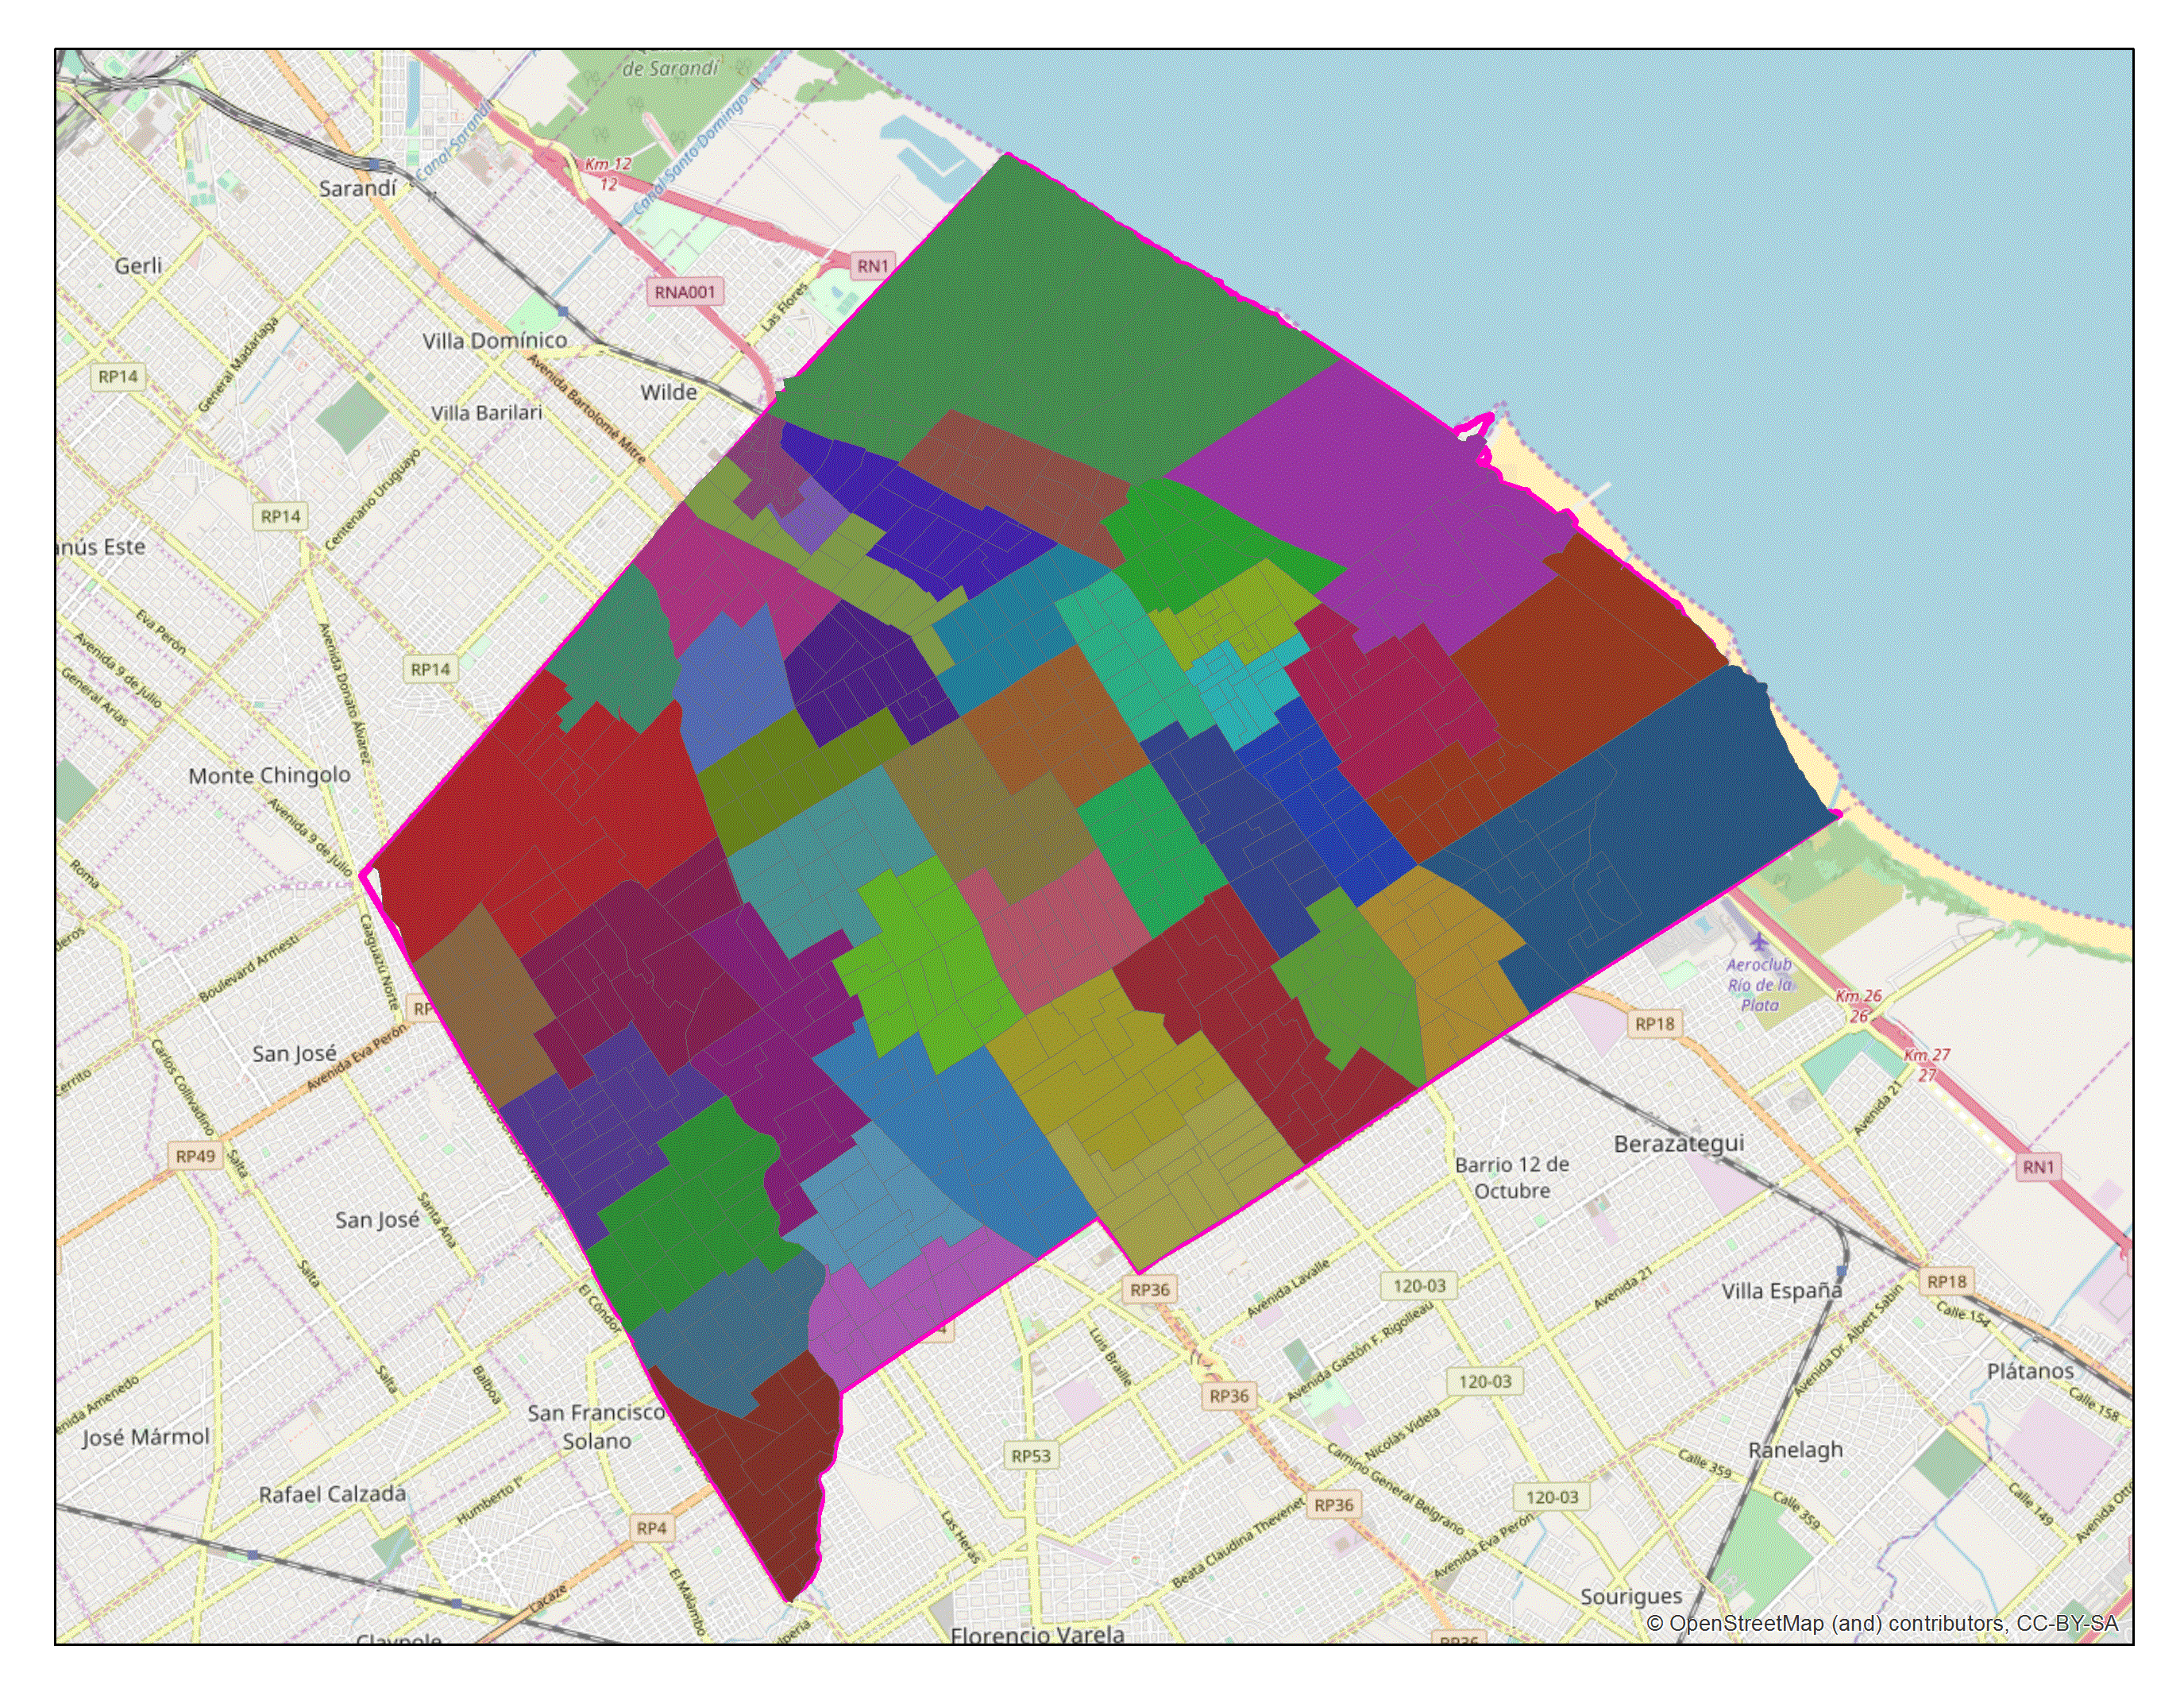 de Sarandí
Canal Sarandí
Canal Santo Domingo
Km 12
12
Sarandí
RN1
Gerli
RNA001
Las Flores
General Madariaga
Villa Domínico
RP14
Avenida Bartolomé Mitre
Wilde
Villa Barilari
Centenario Uruguayo
RP14
anús Este
Eva Perón
Avenida 9 de Julio
General Arias
Avenida Donato Álvarez
RP14
Monte Chingolo
Avenida 9 de Julio
Roma
Caaguazú Norte
Boulevard Armesti
Aeroclub
Río de la
Plata
Km 26
26
RP18
Km 27
27
San José
Avenida Eva Perón
Cerrito
Carlos Collivadino
Avenida 21
RP49
Salta
Berazategui
Barrio 12 de
Octubre
RN1
San José
Santa Ana
Salta
El Cóndor
RP36
Avenida Lavalle
120-03
Avenida 21
Villa España
RP18
Calle 154
Avenida Dr. Albert Sabin
Luis Braille
Avenida Gastón F. Rigolleau
Salta
Balboa
RP36
120-03
Plátanos
Calle 158
enida Amenedo
José Mármol
San Francisco
Solano
RP53
Nicolás Videla
Camino General Belgrano
Calle 359
Ranelagh
Rafael Calzada
Humberto Iº
RP4
Las Heras
RP36
120-03
Calle 359
Calle 149
Beata Claudina Thevenet
Avenida Eva Perón
El Malambo
Lacaze
Sourigues
© OpenStreetMap (and) contributors, CC-BY-SA
Claypole
Florencio Varela
RP36